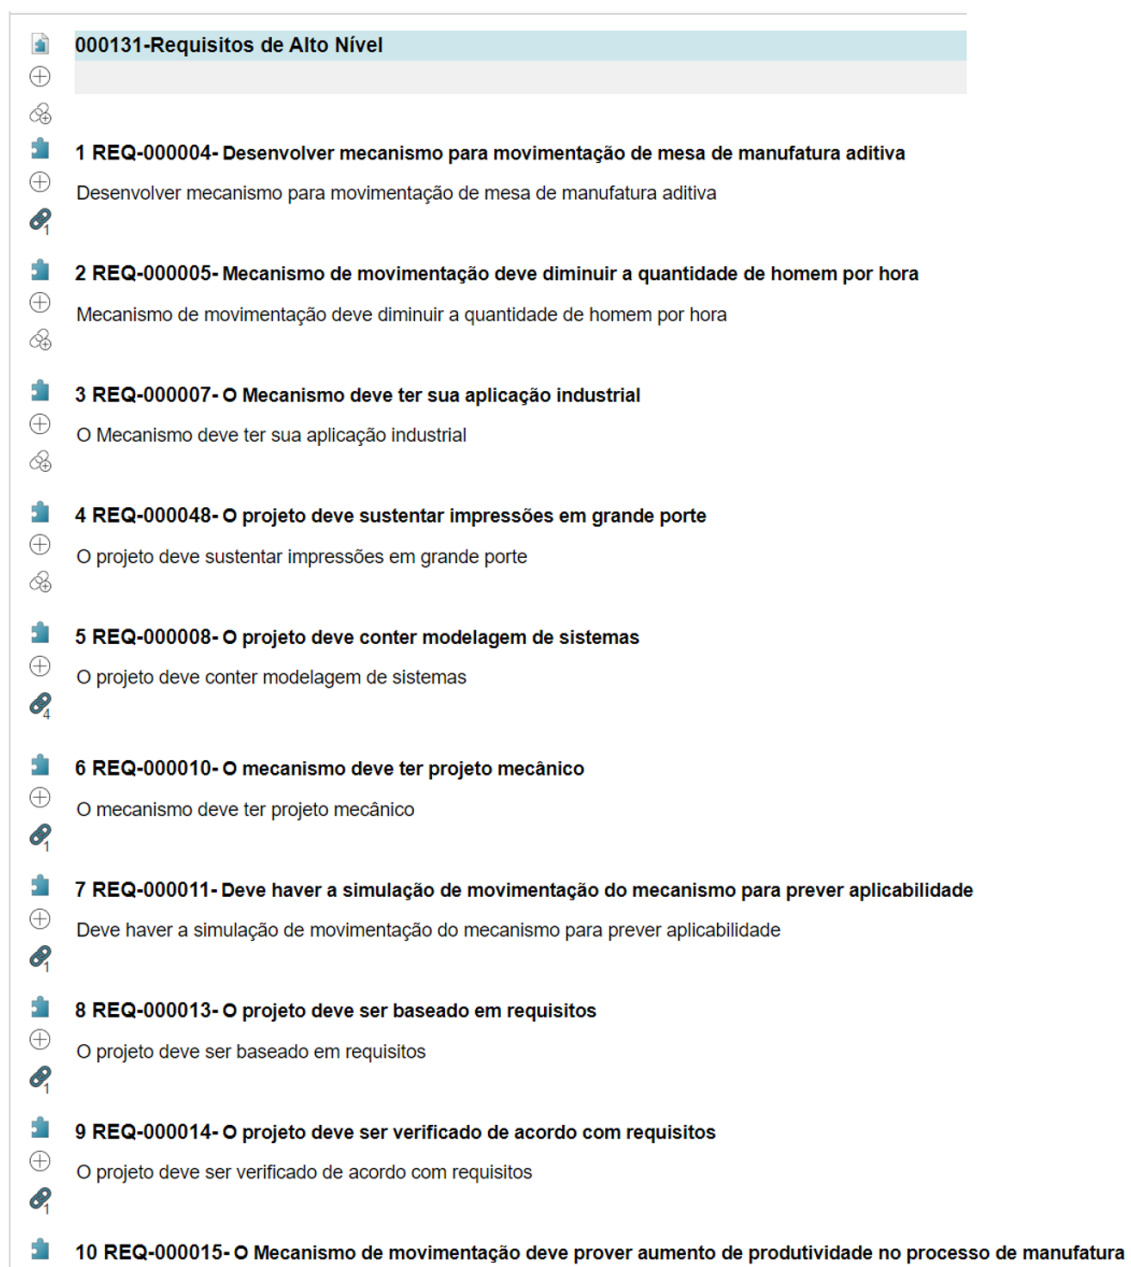 000131-Requisitos de Alto Nível
1 REQ-000004- Desenvolver mecanismo para movimentação de mesa de manufatura aditiva
Desenvolver mecanismo para movimentação de mesa de manufatura aditiva
1
2 REQ-000005- Mecanismo de movimentação deve diminuir a quantidade de homem por hora
Mecanismo de movimentação deve diminuir a quantidade de homem por hora
3 REQ-000007- O Mecanismo deve ter sua aplicação industrial
O Mecanismo deve ter sua aplicação industrial
4 REQ-000048- O projeto deve sustentar impressões em grande porte
O projeto deve sustentar impressões em grande porte
5 REQ-000008- O projeto deve conter modelagem de sistemas
O projeto deve conter modelagem de sistemas
4
6 REQ-000010- O mecanismo deve ter projeto mecânico
O mecanismo deve ter projeto mecânico
1
7 REQ-000011- Deve haver a simulação de movimentação do mecanismo para prever aplicabilidade
Deve haver a simulação de movimentação do mecanismo para prever aplicabilidade
1
8 REQ-000013- O projeto deve ser baseado em requisitos
O projeto deve ser baseado em requisitos
1
9 REQ-000014- O projeto deve ser verificado de acordo com requisitos
O projeto deve ser verificado de acordo com requisitos
1
10 REQ-000015- O Mecanismo de movimentação deve prover aumento de produtividade no processo de manufatura